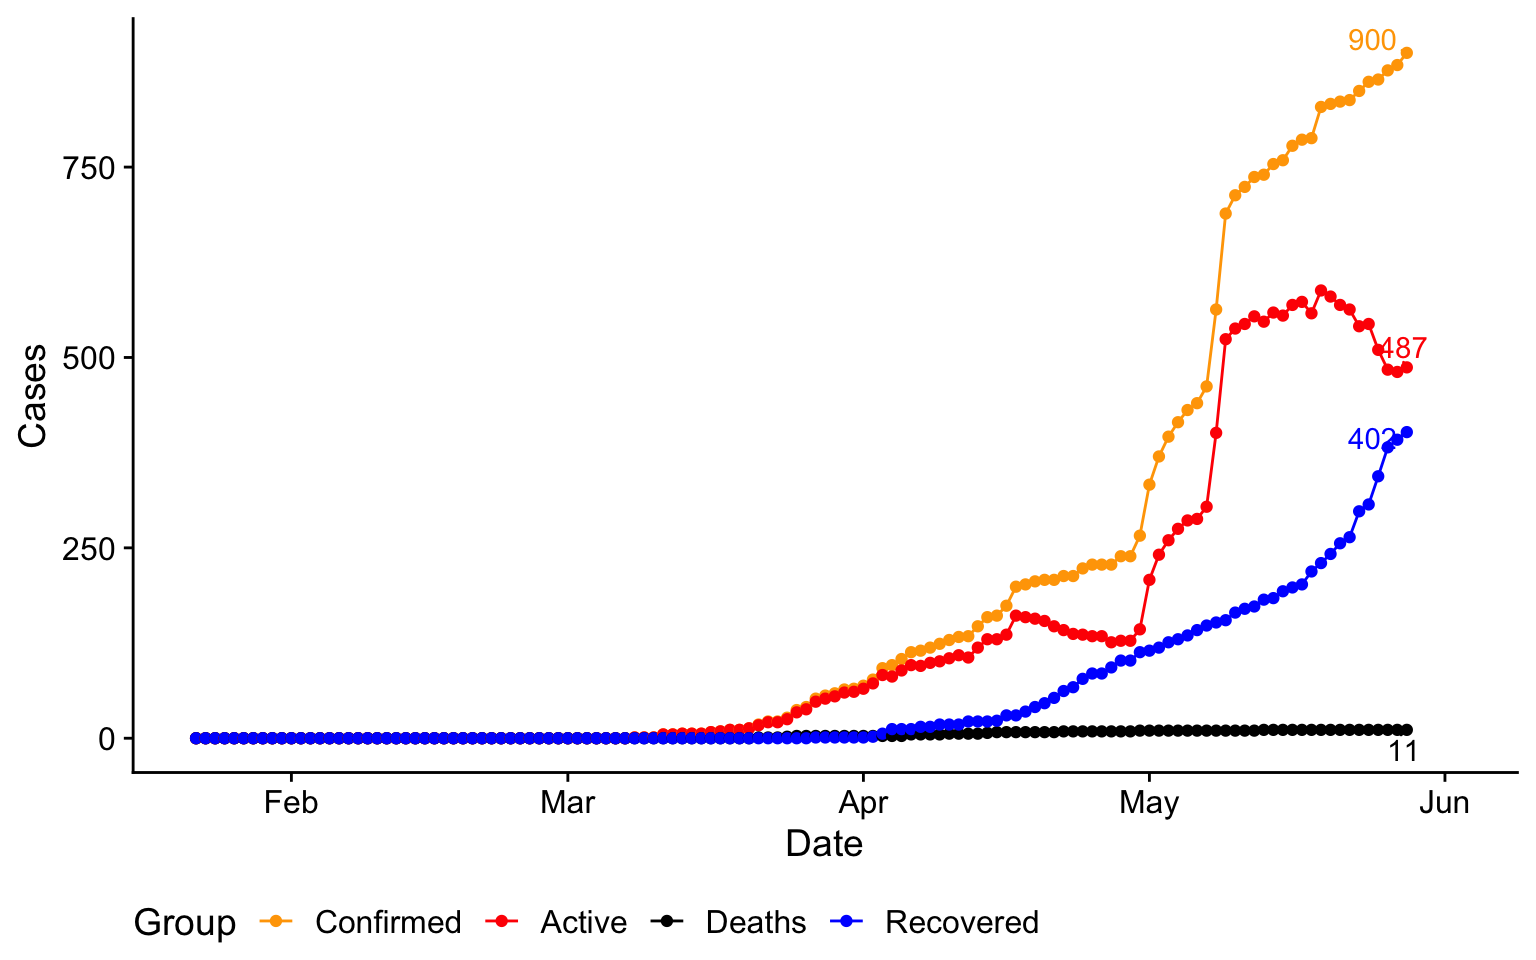 900
750
487
500
402
Cases
250
0
11
Feb Mar Apr May Jun
Date
Group Confirmed Active Deaths Recovered